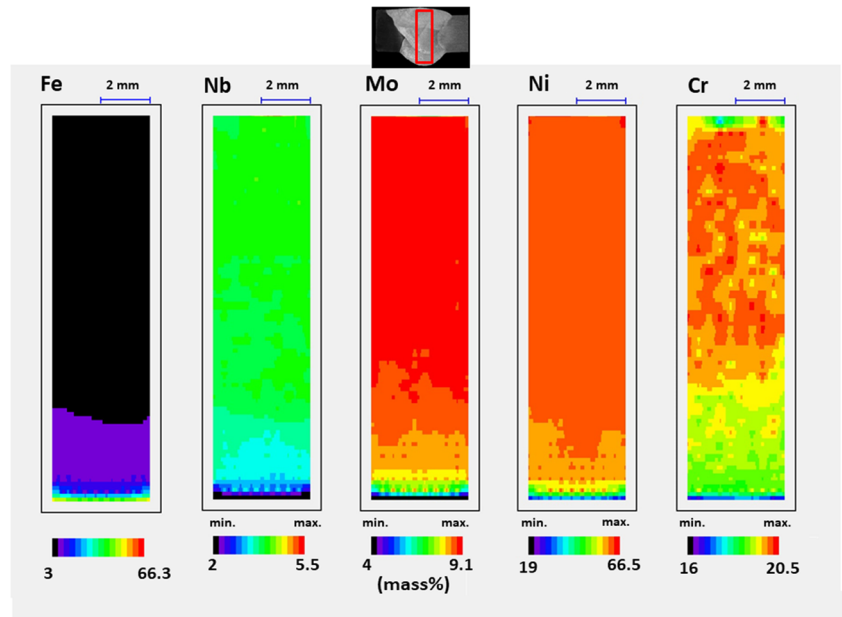 Fe Nb Mo Ni Cr
2 mm 2 mm 2 mm 2 mm 2 mm
min. max. min. max. min. max. min. max.
3 66.3 2 5.5 4 9.1 19 66.5 16 20.5
(mass%)